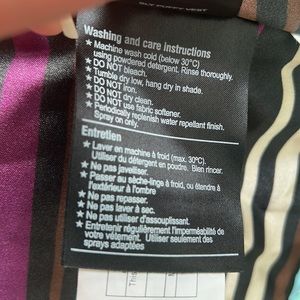 Washing and care instructions
★ Machine wash cold (below 30°C)
using powdered detergent. Rinse thoroughly.
★ DO NOT bleach.
★ Tumble dry low, hang dry in shade.
★ DO NOT iron.
★ DO NOT dry clean.
★ DO NOT use fabric softener.
★ Periodically replenish water repellant finish.
Spray on only.
Entretien
★ Laver en machine à froid (max. 30°C).
Utiliser du détergent en poudre. Bien rincer.
★ Ne pas javeliser.
★ Passer au sèche-linge à froid, ou étendre à
l'extérieur à l'ombre
★ Ne pas repasser.
★ Ne pas laver à sec.
★ Ne pas utiliser d'assouplissant.
★ Entretenir régulièrement l'imperméabilité de
votre vêtement. Utiliser seulement des
sprays adaptées